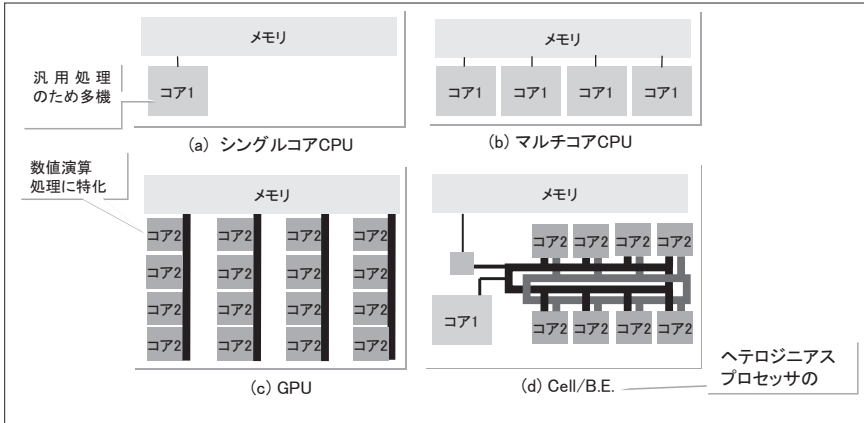 メモリ
コア1
汎用処理
のため多機
(a) シングルコアCPU
メモリ
コア1 コア1 コア1 コア1
(b) マルチコアCPU
数値演算
処理に特化
メモリ
コア2 コア2 コア2 コア2
コア2 コア2 コア2 コア2
コア2 コア2 コア2 コア2
コア2 コア2 コア2 コア2
(c) GPU
メモリ
コア2 コア2 コア2 コア2
コア1
コア2 コア2 コア2 コア2
(d) Cell/B.E.
ヘテロジニアス
プロセッサの